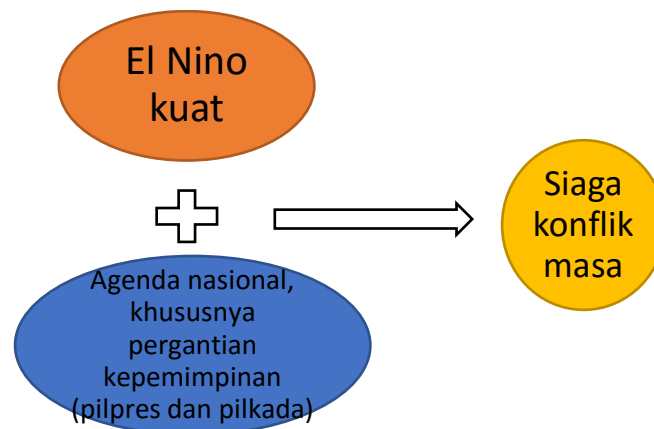 El Nino
kuat
Agenda nasional,
khususnya
pergantian
kepemimpinan
(pilpres dan pilkada)
Siaga
konflik
masa